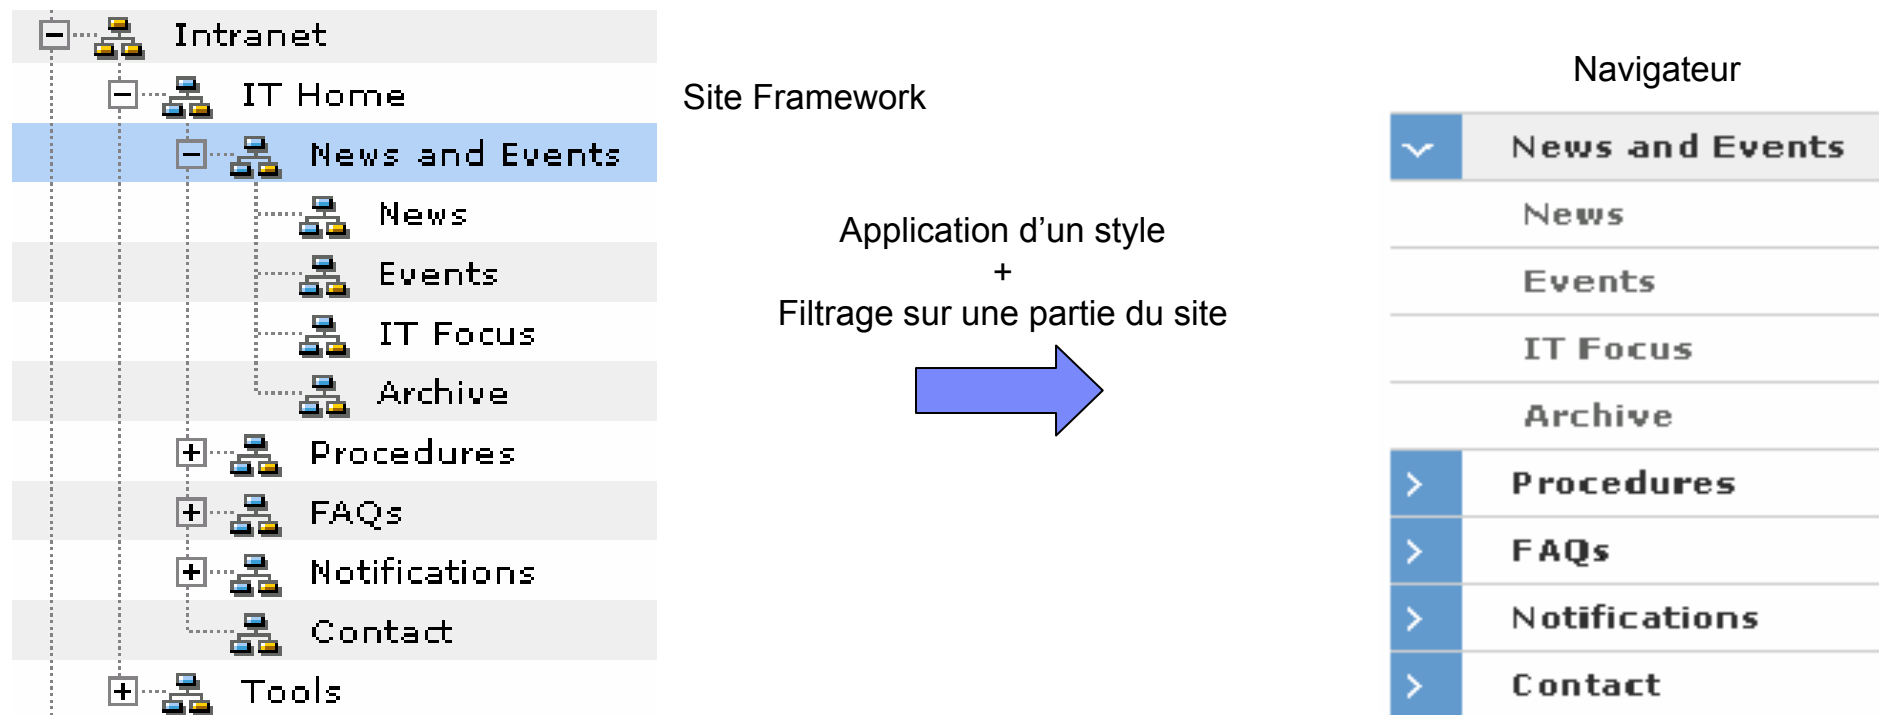 Intranet
IT Home
News and Events
News
Events
IT Focus
Archive
Procedures
FAQs
Notifications
Contact
Tools
Site Framework
Application d’un style
+
Filtrage sur une partie du site
Navigateur
News and Events
News
Events
IT Focus
Archive
Procedures
FAQs
Notifications
Contact